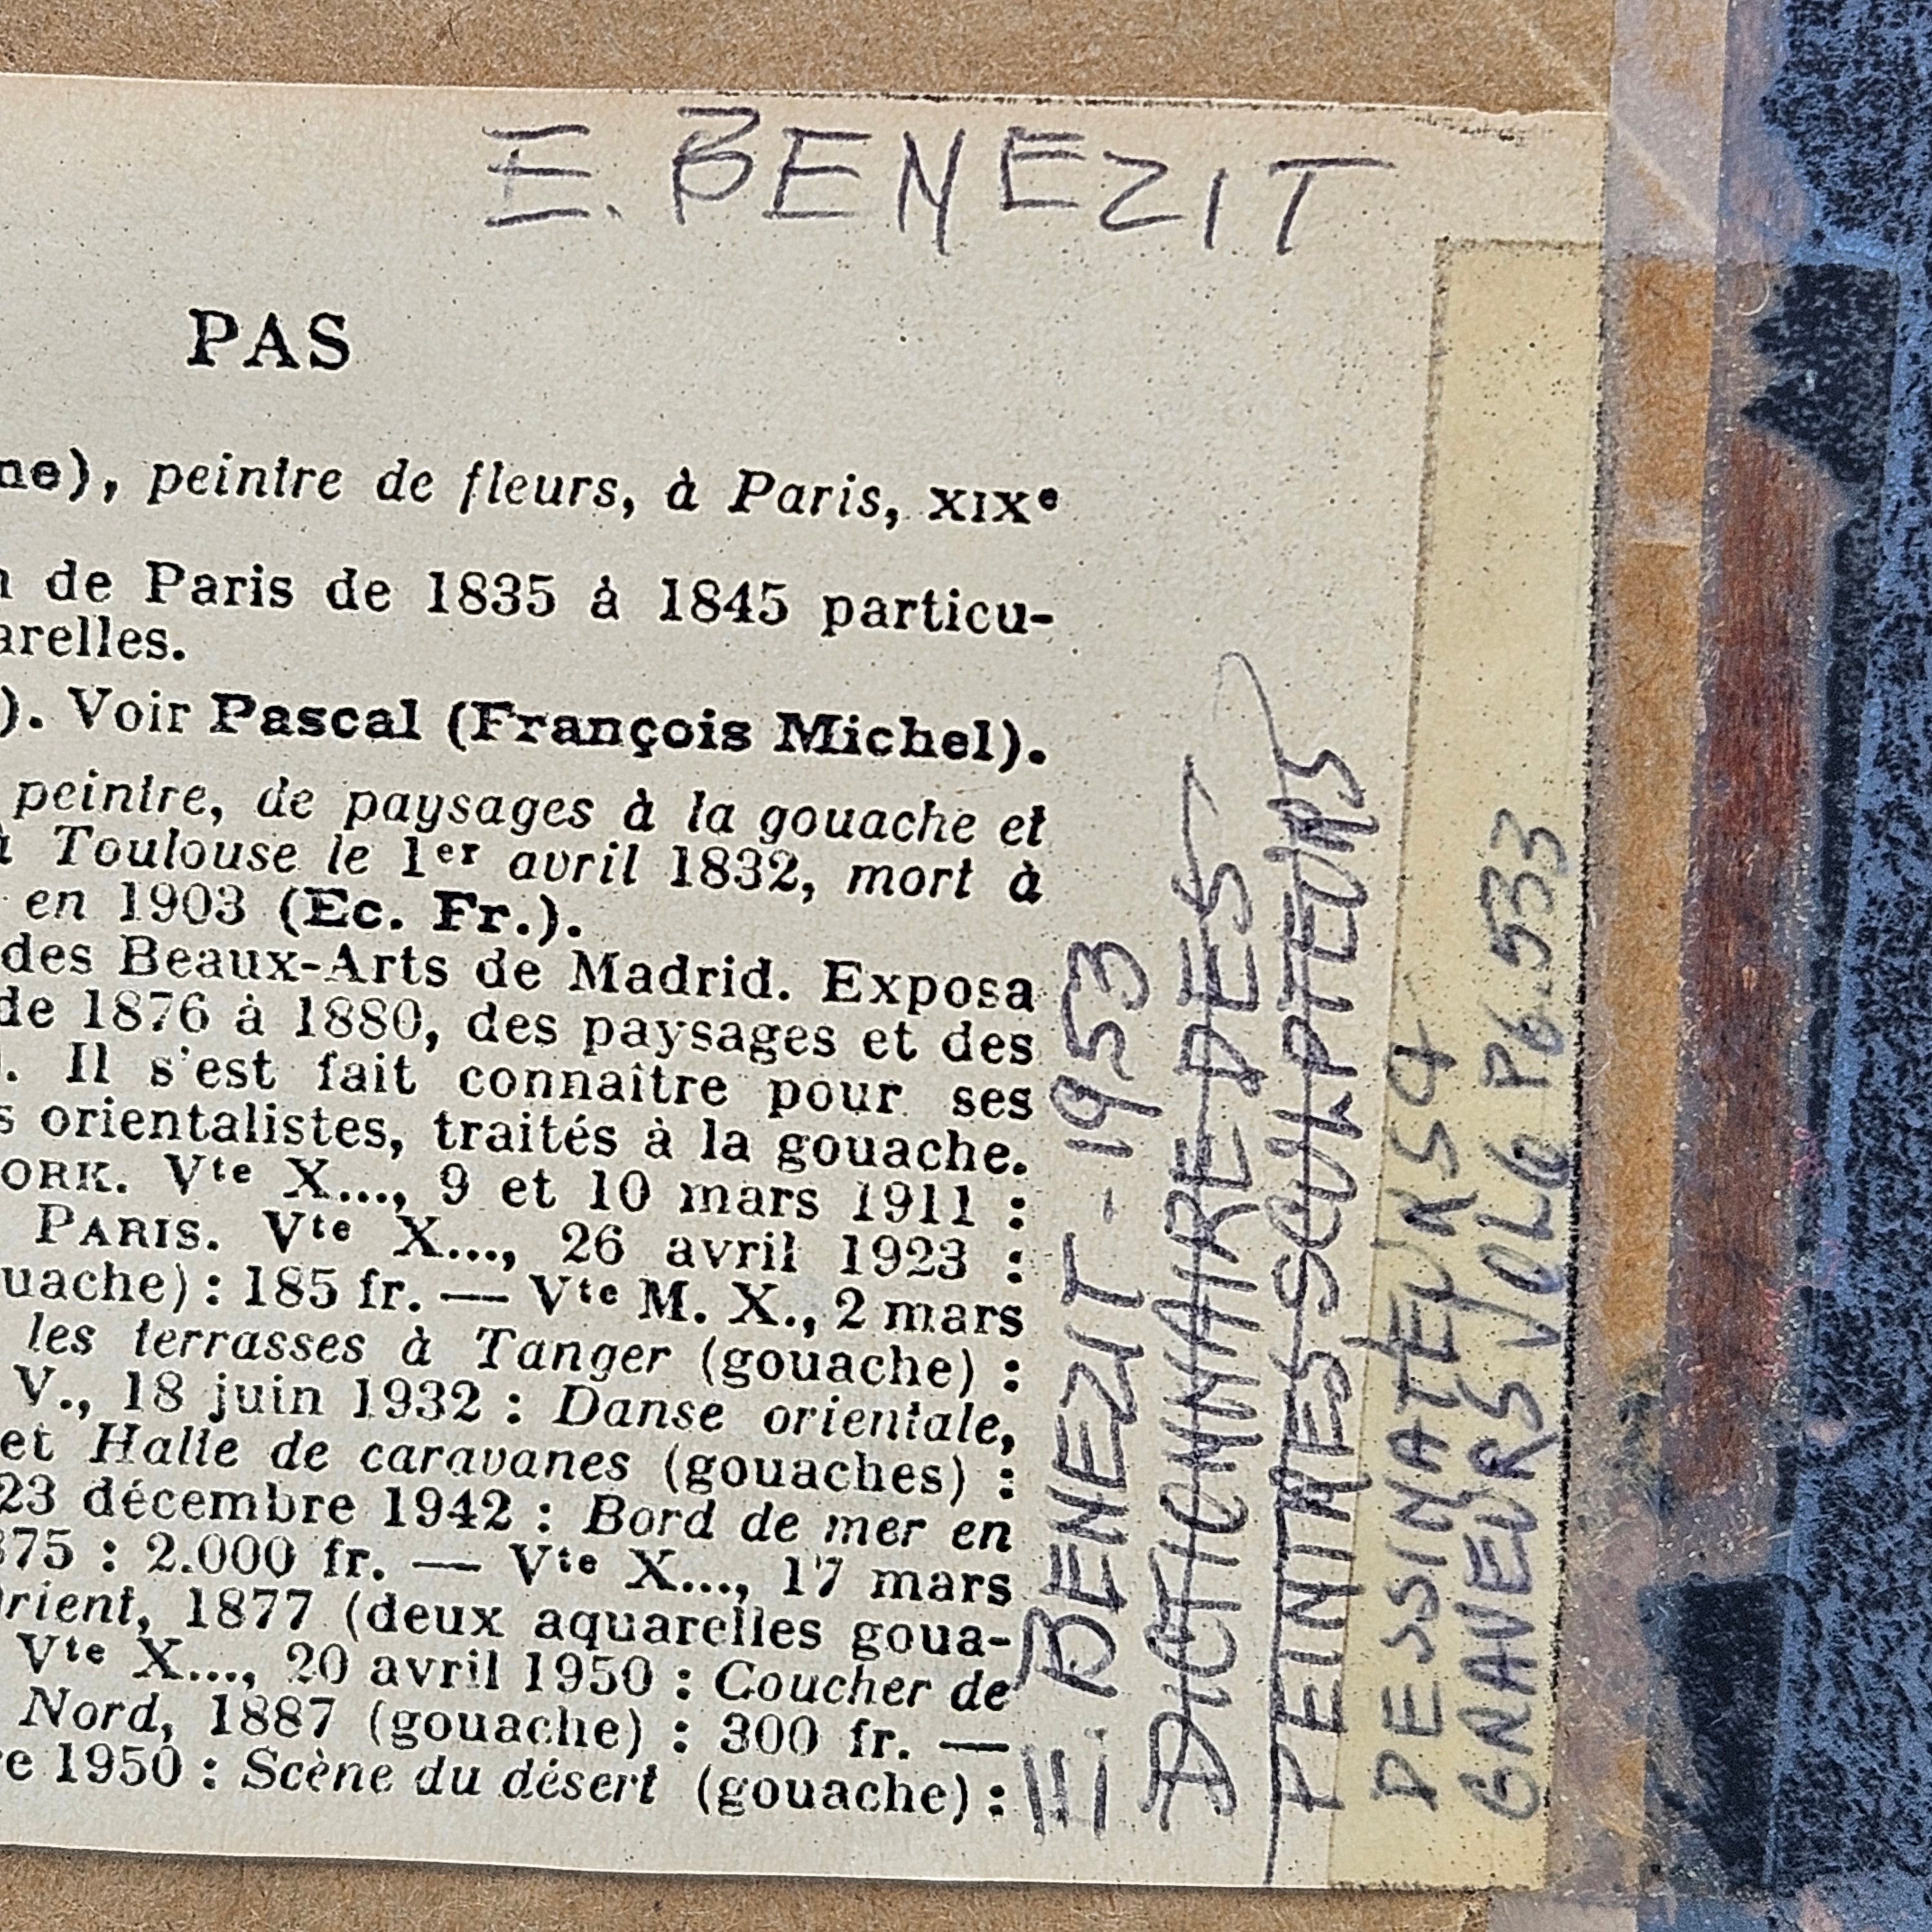 E. BENEZIT
PAS
ne), peintre de fleurs, à Paris, XIXe
n de Paris de 1835 à 1845 particu-
arelles.
). Voir Pascal (François Michel).
peintre, de paysages à la gouache et
à Toulouse le 1er avril 1832, mort à
en 1903 (Ec. Fr.).
des Beaux-Arts de Madrid. Exposa
de 1876 à 1880, des paysages et des
. Il s'est fait connaître pour ses
s orientalistes, traités à la gouache.
ORK. Vte X..., 9 et 10 mars 1911 :
PARIS. Vte X..., 26 avril 1923 :
uache) : 185 fr. — Vte M. X., 2 mars
les terrasses à Tanger (gouache) :
V., 18 juin 1932 : Danse orientale,
et Halle de caravanes (gouaches) :
23 décembre 1942 : Bord de mer en
375 : 2.000 fr. — Vte X..., 17 mars
Orient, 1877 (deux aquarelles goua-
Vte X..., 20 avril 1950 : Coucher de
Nord, 1887 (gouache) : 300 fr. —
re 1950 : Scène du désert (gouache) :
E. BENEZIT - 1953
DICTIONNAIRE DES
PEINTRES SCULPTEURS
DESSINATEURS &
GRAVEURS VOL 6 PG. 533